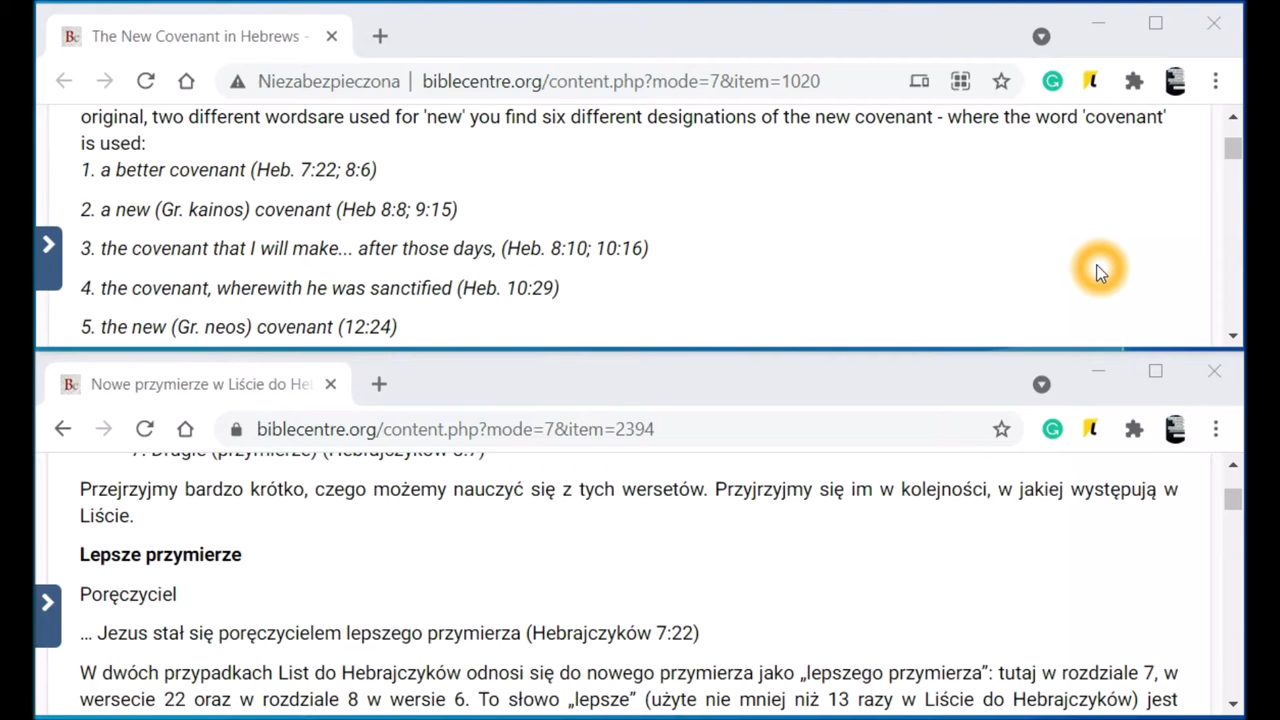 The New Covenant in Hebrews -
Niezabezpieczona | biblecentre.org/content.php?mode=7&item=1020
original, two different wordsare used for 'new' you find six different designations of the new covenant - where the word 'covenant'
is used:
1. a better covenant (Heb. 7:22; 8:6)
2. a new (Gr. kainos) covenant (Heb 8:8; 9:15)
3. the covenant that I will make... after those days, (Heb. 8:10; 10:16)
4. the covenant, wherewith he was sanctified (Heb. 10:29)
5. the new (Gr. neos) covenant (12:24)
Nowe przymierze w Liście do He
biblecentre.org/content.php?mode=7&item=2394
7. Drugie (przymierze) (Hebrajczyków 8:7)
Przejrzyjmy bardzo krótko, czego możemy nauczyć się z tych wersetów. Przyjrzyjmy się im w kolejności, w jakiej występują w
Liście.
Lepsze przymierze
Poręczyciel
… Jezus stał się poręczycielem lepszego przymierza (Hebrajczyków 7:22)
W dwóch przypadkach List do Hebrajczyków odnosi się do nowego przymierza jako „lepszego przymierza”: tutaj w rozdziale 7, w
wersecie 22 oraz w rozdziale 8 w wersie 6. To słowo „lepsze” (użyte nie mniej niż 13 razy w Liście do Hebrajczyków) jest